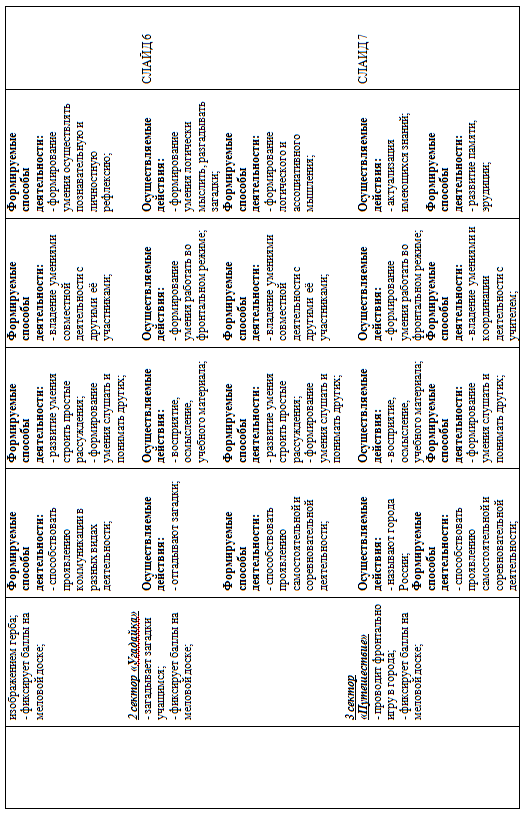 изображением герба;
- фиксирует баллы на
меловой доске;
2 сектор «Угадайка»
- загадывает загадки
учащимся;
- фиксирует баллы на
меловой доске;
3 сектор
«Путешествие»
- проводит фронтально
игру в города;
- фиксирует баллы на
меловой доске;
Формируемые
способы
деятельности:
- способствовать
проявлению
коммуникации в
разных видах
деятельности;
Осуществляемые
действия:
- отгадывают загадки;
Формируемые
способы
деятельности:
- способствовать
проявлению
самостоятельной и
соревновательной
деятельности;
Осуществляемые
действия:
- называют города
России;
Формируемые
способы
деятельности:
- способствовать
проявлению
самостоятельной и
соревновательной
деятельности;
Формируемые
способы
деятельности:
- развитие умения
строить простые
рассуждения;
- формирование
умения слушать и
понимать других;
Осуществляемые
действия:
- восприятие,
осмысление,
учебного материала;
Формируемые
способы
деятельности:
- развитие умения
строить простые
рассуждения;
- формирование
умения слушать и
понимать других;
Осуществляемые
действия:
- восприятие,
осмысление,
учебного материала;
Формируемые
способы
деятельности:
- формирование
умения слушать и
понимать других;
Формируемые
способы
деятельности:
- владение умениями
совместной
деятельности с
другими её
участниками;
Осуществляемые
действия:
- формирование
умения работать во
фронтальном режиме;
Формируемые
способы
деятельности:
- владение умениями
совместной
деятельности с
другими её
участниками;
Осуществляемые
действия:
- формирование
умения работать во
фронтальном режиме;
Формируемые
способы
деятельности:
- владение умениями и
координации
деятельности с
учителем;
Формируемые
способы
деятельности:
- формирование
умения осуществлять
познавательную и
личностную
рефлексию;
Осуществляемые
действия:
- формирование
умения логически
мыслить, разгадывать
загадки;
Формируемые
способы
деятельности:
- формирование
логического и
ассоциативного
мышления;
Осуществляемые
действия:
- актуализация
имеющихся знаний;
Формируемые
способы
деятельности:
- развитие памяти,
эрудиции;
СЛАЙД 6
СЛАЙД 7